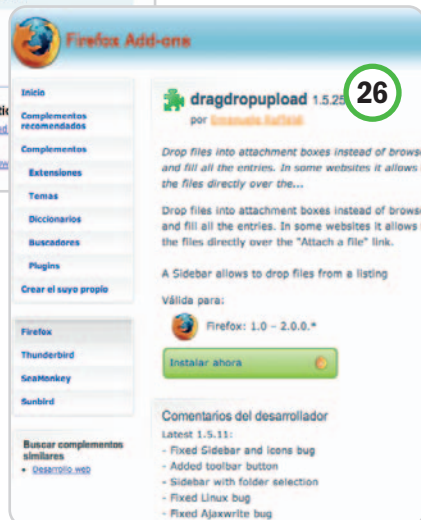 Firefox Add-ons
Inicio
Complementos
recomendados
Complementos
Extensiones
Temas
Diccionarios
Buscadores
Plugins
Crear el suyo propio
Firefox
Thunderbird
SeaMonkey
Sunbird
Buscar complementos
similares
Desarrollo web
dragdropupload 1.5.25
26
por
Drop files into attachment boxes instead of brows
and fill all the entries. In some websites it allows
the files directly over the...
Drop files into attachment boxes instead of brows
and fill all the entries. In some websites it allows
the files directly over the "Attach a file" link.
A Sidebar allows to drop files from a listing
Válida para:
Firefox: 1.0 – 2.0.0.*
Instalar ahora
Comentarios del desarrollador
Latest 1.5.11:
- Fixed Sidebar and icons bug
- Added toolbar button
- Sidebar with folder selection
- Fixed Linux bug
- Fixed Ajaxwrite bug